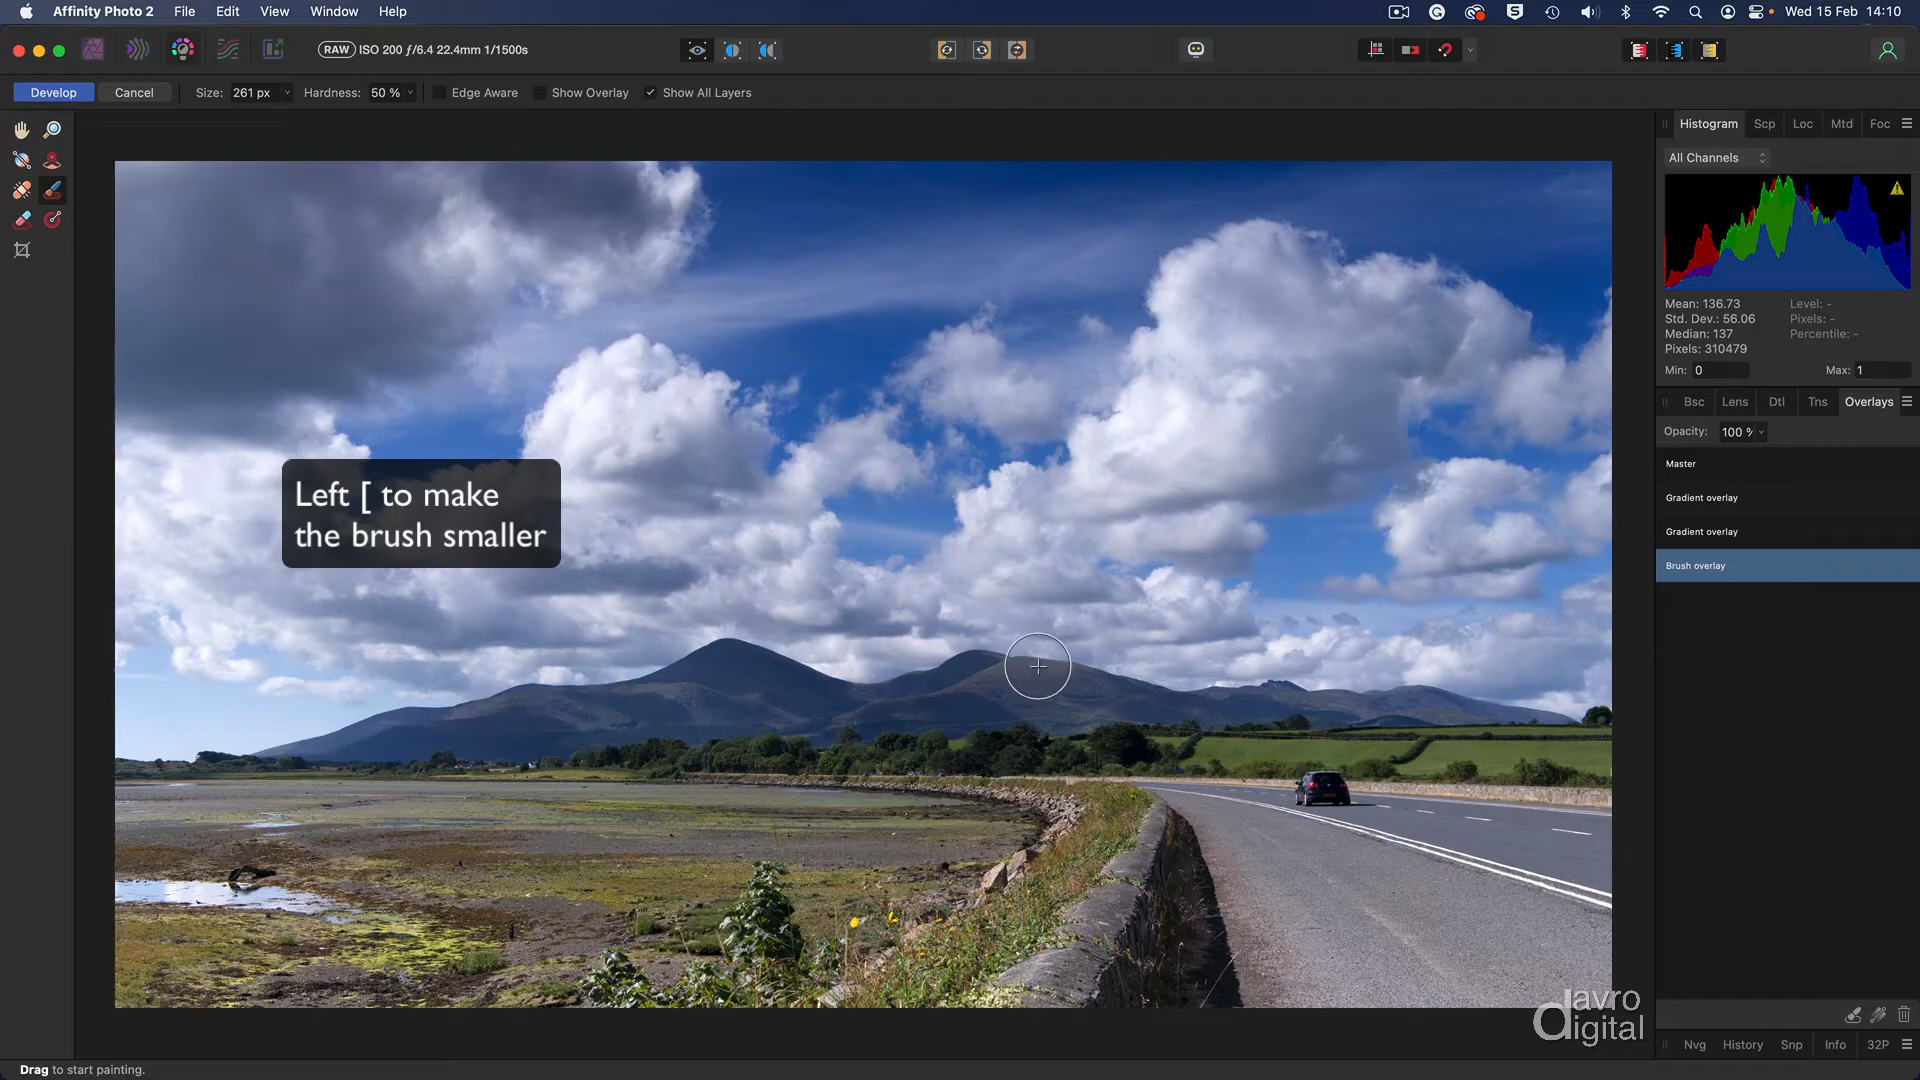 Affinity Photo 2 File Edit View Window Help Wed 15 Feb 14:10
RAW ISO 200 ƒ/6.4 22.4mm 1/1500s
Develop Cancel Size: 261 px Hardness: 50 % Edge Aware Show Overlay Show All Layers
Histogram Scp Loc Mtd Foc
All Channels
Mean: 136.73 Level: -
Std. Dev.: 56.06 Pixels: -
Median: 137 Percentile: -
Pixels: 310479
Min: 0 Max: 1
Bsc Lens Dtl Tns Overlays
Opacity: 100 %
Master
Gradient overlay
Gradient overlay
Brush overlay
Left [ to make
the brush smaller
davro
digital
Nvg History Snp Info 32P
Drag to start painting.